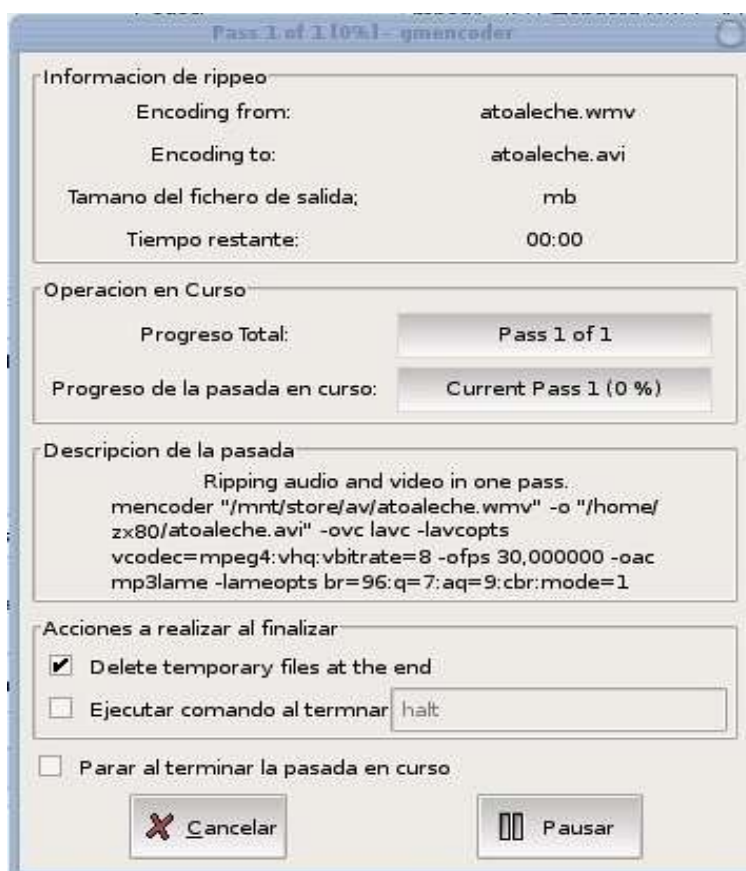 Pass 1 of 1 [0%] - gmencoder
Informacion de rippeo
Encoding from: atoaleche.wmv
Encoding to: atoaleche.avi
Tamano del fichero de salida; mb
Tiempo restante: 00:00
Operacion en Curso
Progreso Total: Pass 1 of 1
Progreso de la pasada en curso: Current Pass 1 (0 %)
Descripcion de la pasada
Ripping audio and video in one pass.
mencoder "/mnt/store/av/atoaleche.wmv" -o "/home/
zx80/atoaleche.avi" -ovc lavc -lavcopts
vcodec=mpeg4:vhq:vbitrate=8 -ofps 30,000000 -oac
mp3lame -lameopts br=96:q=7:aq=9:cbr:mode=1
Acciones a realizar al finalizar
Delete temporary files at the end
Ejecutar comando al termnar halt
Parar al terminar la pasada en curso
Cancelar Pausar